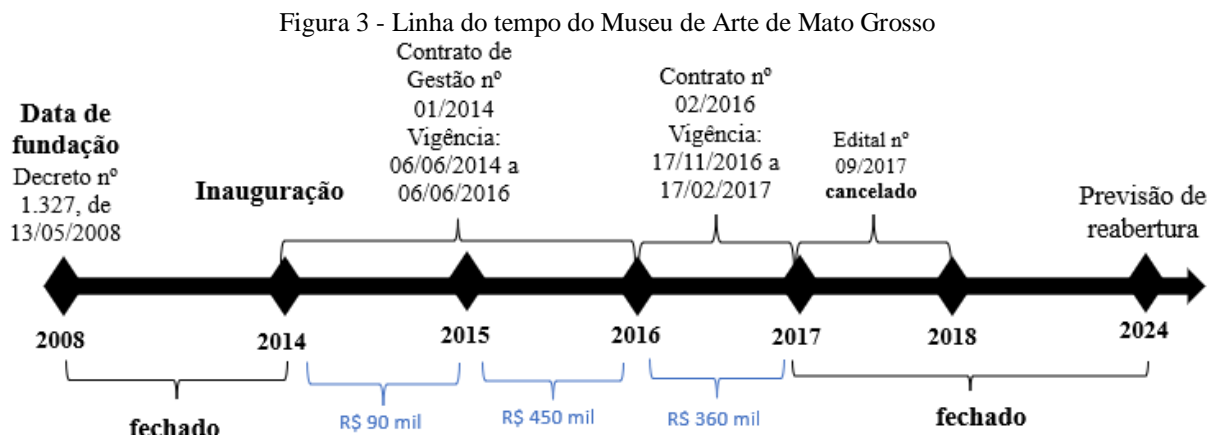 Figura 3 - Linha do tempo do Museu de Arte de Mato Grosso
Data de
fundação
Decreto nº
1.327, de
13/05/2008
Inauguração
Contrato de
Gestão nº
01/2014
Vigência:
06/06/2014 a
06/06/2016
Contrato nº
02/2016
Vigência:
17/11/2016 a
17/02/2017
Edital nº
09/2017
cancelado
Previsão de
reabertura
2008
2014
2015
2016
2017
2018
2024
fechado
R$ 90 mil
R$ 450 mil
R$ 360 mil
fechado